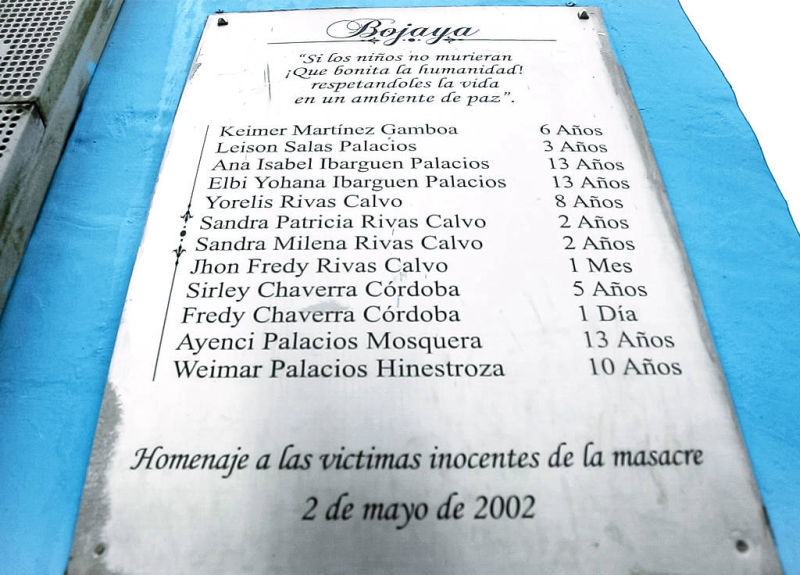 Bojaya
"Si los niños no murieran
¡Que bonita la humanidad!
respetandoles la vida
en un ambiente de paz".
Keimer Martínez Gamboa 6 Años
Leison Salas Palacios 3 Años
Ana Isabel Ibarguen Palacios 13 Años
Elbi Yohana Ibarguen Palacios 13 Años
Yorelis Rivas Calvo 8 Años
Sandra Patricia Rivas Calvo 2 Años
Sandra Milena Rivas Calvo 2 Años
Jhon Fredy Rivas Calvo 1 Mes
Sirley Chaverra Córdoba 5 Años
Fredy Chaverra Córdoba 1 Día
Ayenci Palacios Mosquera 13 Años
Weimar Palacios Hinestroza 10 Años
Homenaje a las victimas inocentes de la masacre
2 de mayo de 2002